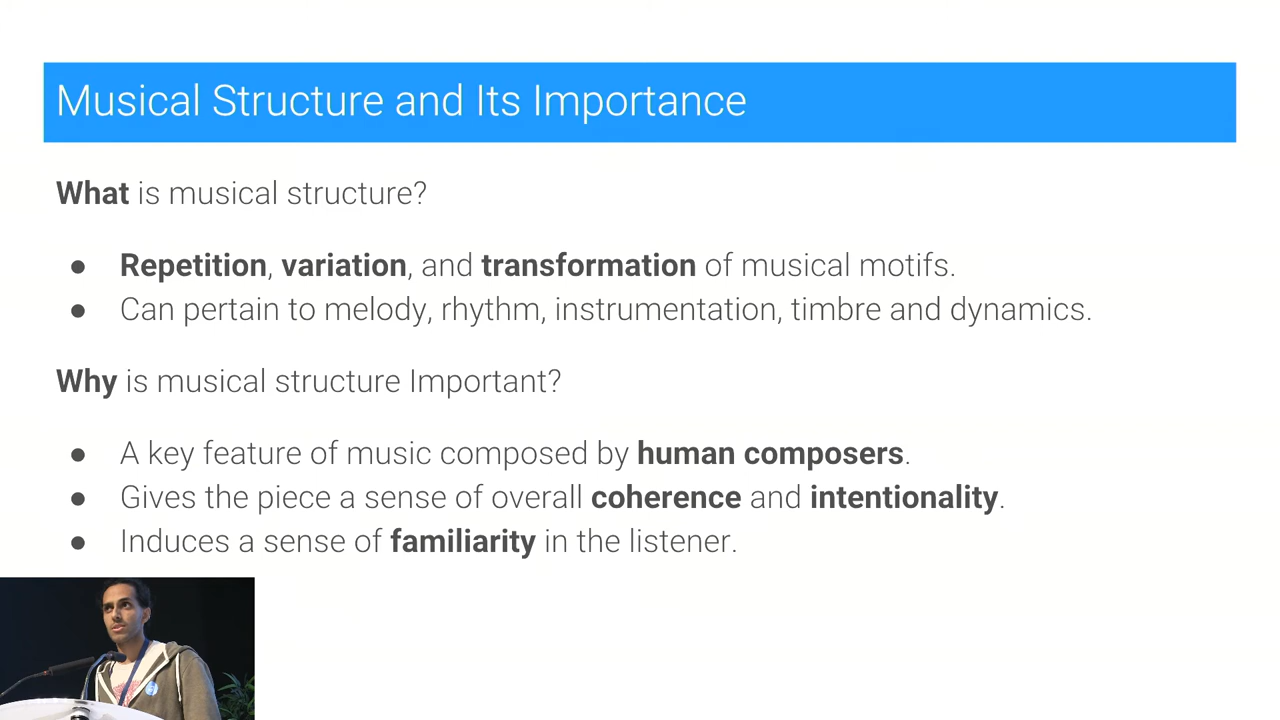 Musical Structure and Its Importance
What is musical structure?
● Repetition, variation, and transformation of musical motifs.
● Can pertain to melody, rhythm, instrumentation, timbre and dynamics.
Why is musical structure Important?
● A key feature of music composed by human composers.
● Gives the piece a sense of overall coherence and intentionality.
● Induces a sense of familiarity in the listener.